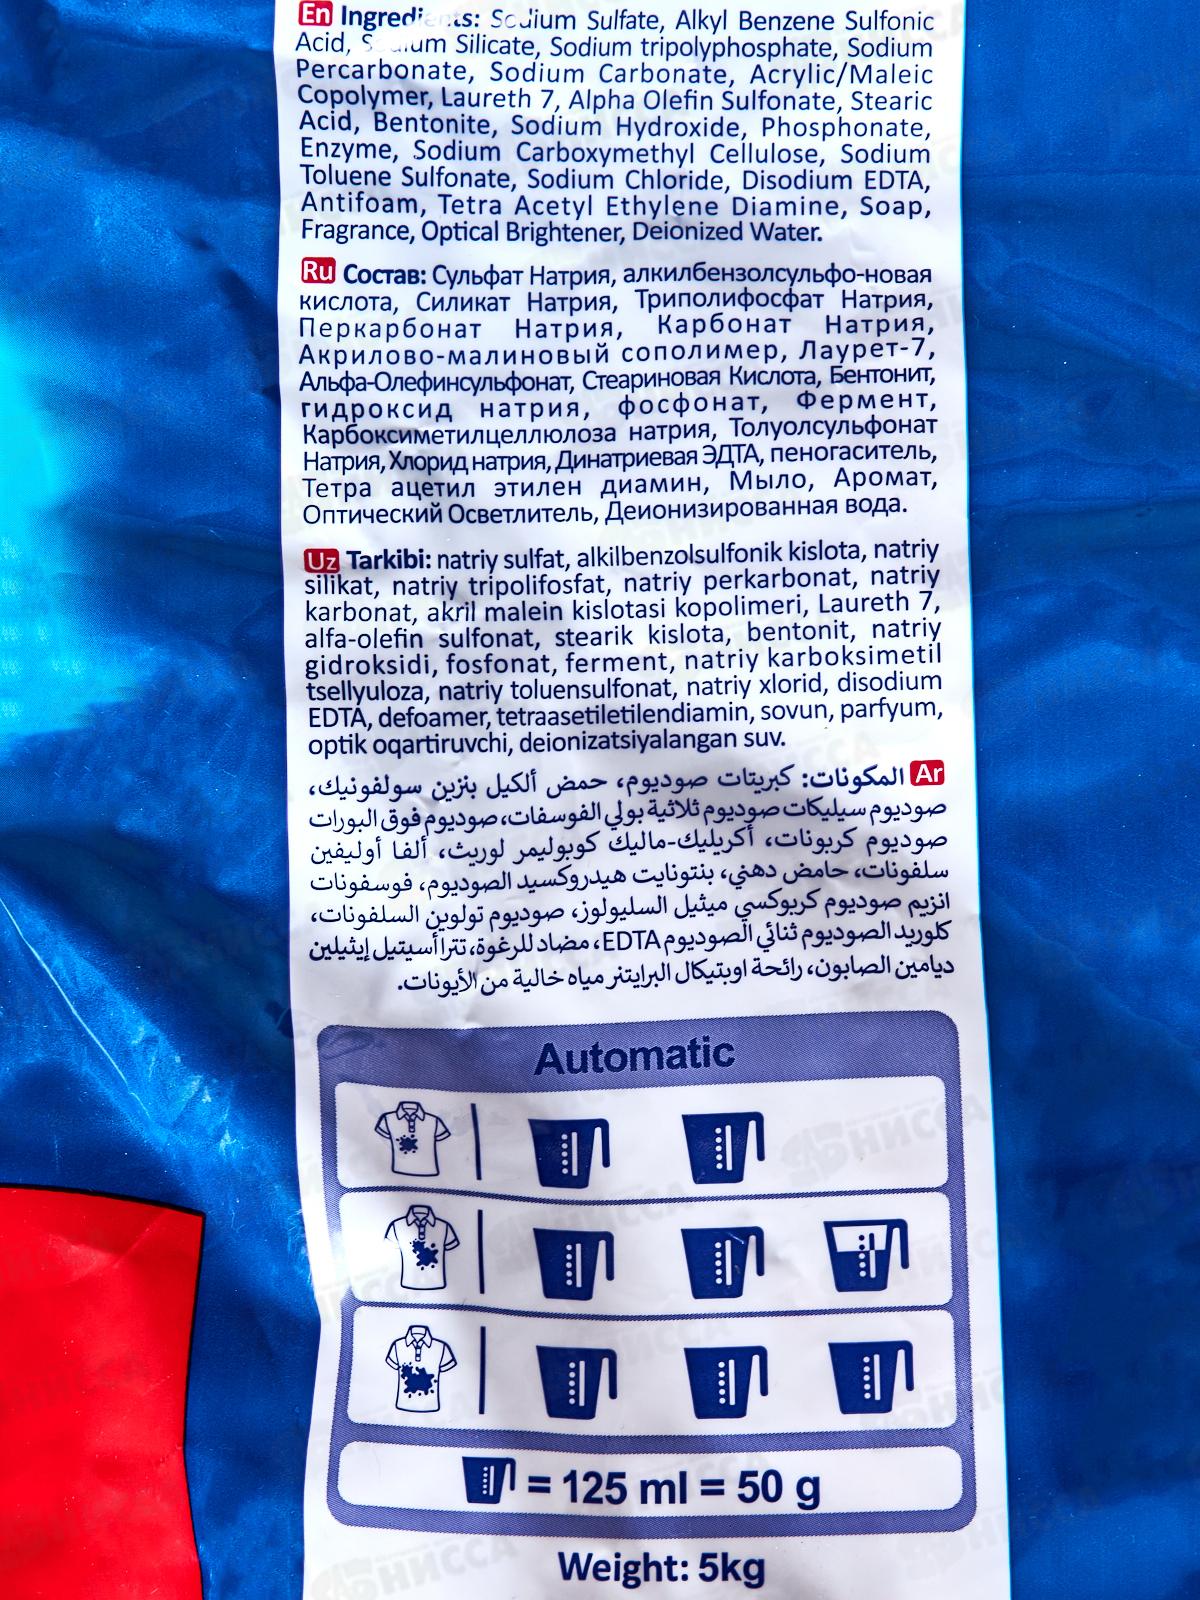 En Ingredients: Sodium Sulfate, Alkyl Benzene Sulfonic
Acid, Sodium Silicate, Sodium tripolyphosphate, Sodium
Percarbonate, Sodium Carbonate, Acrylic/Maleic
Copolymer, Laureth 7, Alpha Olefin Sulfonate, Stearic
Acid, Bentonite, Sodium Hydroxide, Phosphonate,
Enzyme, Sodium Carboxymethyl Cellulose, Sodium
Toluene Sulfonate, Sodium Chloride, Disodium EDTA,
Antifoam, Tetra Acetyl Ethylene Diamine, Soap,
Fragrance, Optical Brightener, Deionized Water.
Ru Состав: Сульфат Натрия, алкилбензолсульфо-новая
кислота, Силикат Натрия, Триполифосфат Натрия,
Перкарбонат Натрия, Карбонат Натрия,
Акрилово-малиновый сополимер, Лаурет-7,
Альфа-Олефинсульфонат, Стеариновая Кислота, Бентонит,
гидроксид натрия, фосфонат, Фермент,
Карбоксиметилцеллюлоза натрия, Толуолсульфонат
Натрия, Хлорид натрия, Динатриевая ЭДТА, пеногаситель,
Тетра ацетил этилен диамин, Мыло, Аромат,
Оптический Осветлитель, Деионизированная вода.
Uz Tarkibi: natriy sulfat, alkilbenzolsulfonik kislota, natriy
silikat, natriy tripolifosfat, natriy perkarbonat, natriy
karbonat, akril malein kislotasi kopolimeri, Laureth 7,
alfa-olefin sulfonat, stearik kislota, bentonit, natriy
gidroksidi, fosfonat, ferment, natriy karboksimetil
tsellyuloza, natriy toluensulfonat, natriy xlorid, disodium
EDTA, defoamer, tetraasetiletilendiamin, sovun, parfyum,
optik oqartiruvchi, deionizatsiyalangan suv.
Ar المكونات: كبريتات صوديوم، حمض ألكيل بنزين سولفونيك،
صوديوم سيليكات صوديوم ثلاثية بولي الفوسفات، صوديوم فوق البورات
صوديوم كربونات، أكريليك-ماليك كوبوليمر لوريث، ألفا أوليفين
سلفونات، حامض دهني، بنتونايت هيدروكسيد الصوديوم، فوسفونات
انزيم صوديوم كربوكسي ميثيل السليولوز، صوديوم تولوين السلفونات،
كلوريد الصوديوم ثنائي الصوديوم EDTA، مضاد للرغوة، تترا أسيتيل إيثيلين
ديامين الصابون، رائحة اوبتيكال البرايتنر مياه خالية من الأيونات.
Automatic
= 125 ml = 50 g
Weight: 5kg